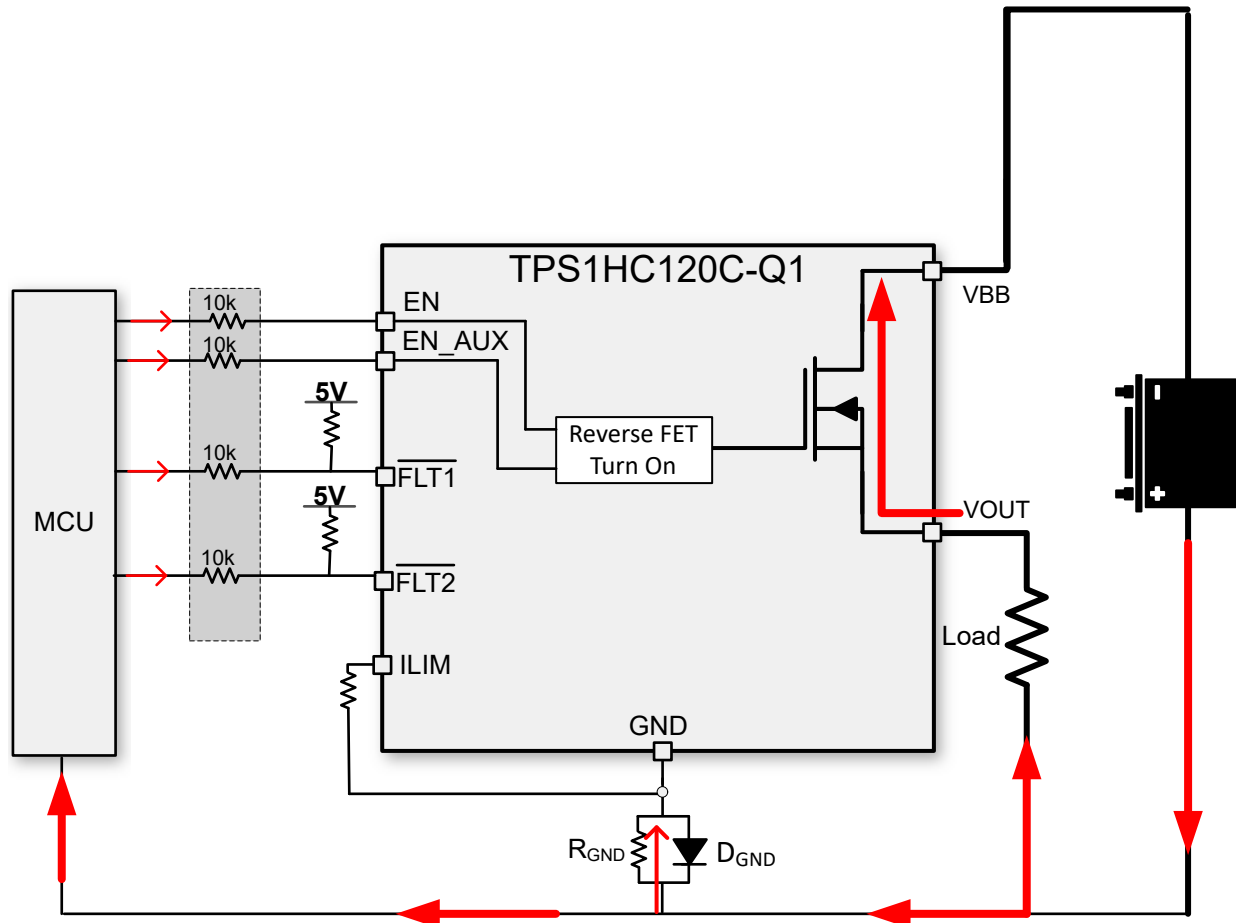 TPS1HC120C-Q1
VBB
10k
EN
10k
EN_AUX
5V
Reverse FET
Turn On
10k
FLT1
MCU
5V
VOUT
10k
FLT2
Load
ILIM
GND
RGND
DGND
-
+